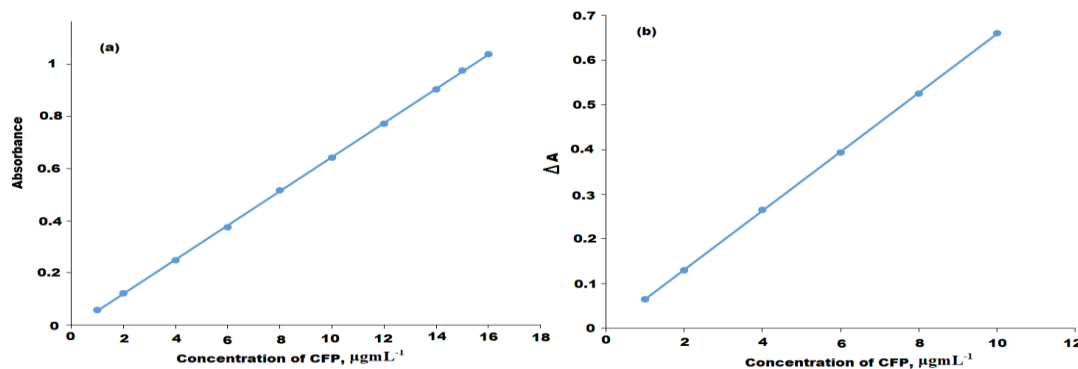 (a)
Absorbance
1
0.8
0.6
0.4
0.2
0
0 2 4 6 8 10 12 14 16 18
Concentration of CFP, µgmL⁻¹
(b)
Δ A
0.7
0.6
0.5
0.4
0.3
0.2
0.1
0
0 2 4 6 8 10 12
Concentration of CFP, µgmL⁻¹